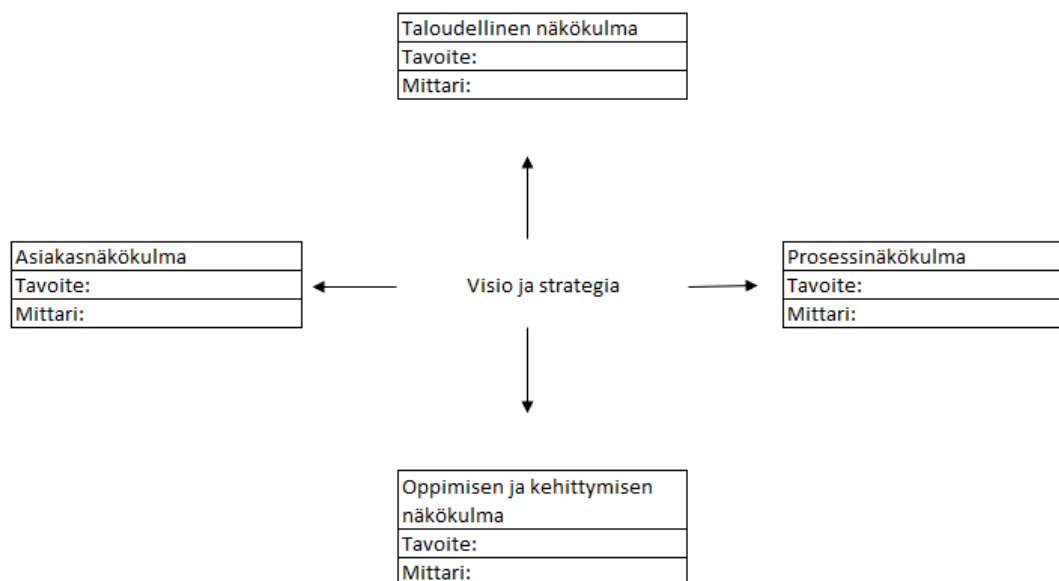 Taloudellinen näkökulma
Tavoite:
Mittari:
Asiakasnäkökulma
Tavoite:
Mittari:
Visio ja strategia
Prosessinäkökulma
Tavoite:
Mittari:
Oppimisen ja kehittymisen
näkökulma
Tavoite:
Mittari: